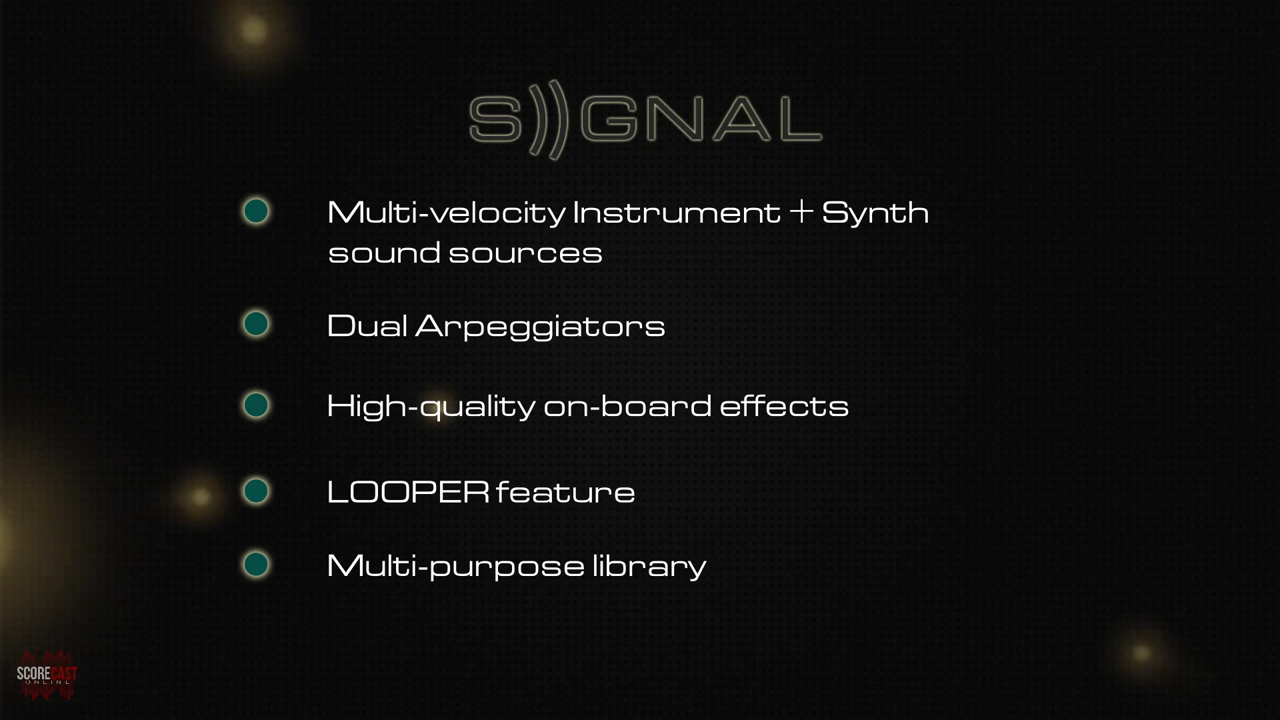 S))GNAL
Multi-velocity Instrument + Synth
sound sources
Dual Arpeggiators
High-quality on-board effects
LOOPER feature
Multi-purpose library
SCORECAST
ONLINE